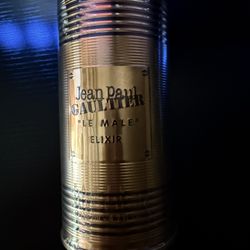 Jean Paul
GAULTIER
"LE MALE"
ELIXIR